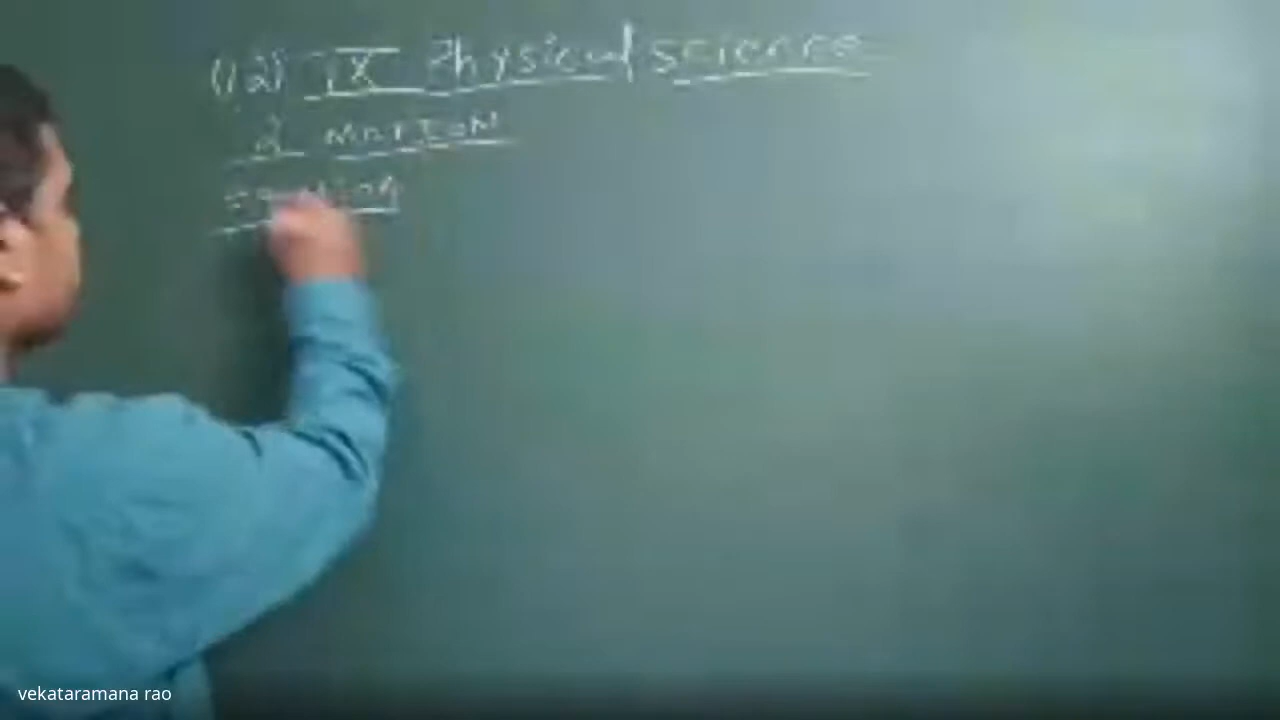 (12) IX Physical science
2 MOTION
vekataramana rao